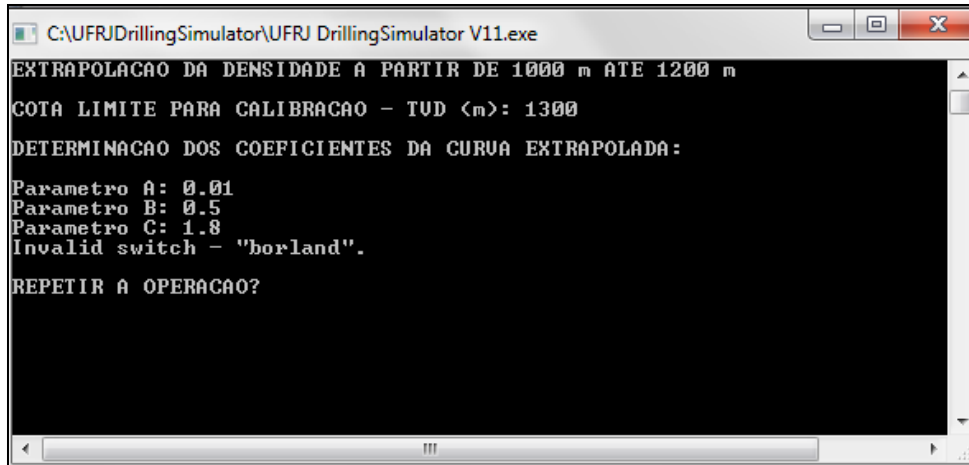 C:\UFRJDrillingSimulator\UFRJ DrillingSimulator V11.exe
EXTRAPOLACAO DA DENSIDADE A PARTIR DE 1000 m ATE 1200 m
COTA LIMITE PARA CALIBRACAO - TVD (m): 1300
DETERMINACAO DOS COEFICIENTES DA CURVA EXTRAPOLADA:
Parametro A: 0.01
Parametro B: 0.5
Parametro C: 1.8
Invalid switch - "borland".
REPETIR A OPERACAO?